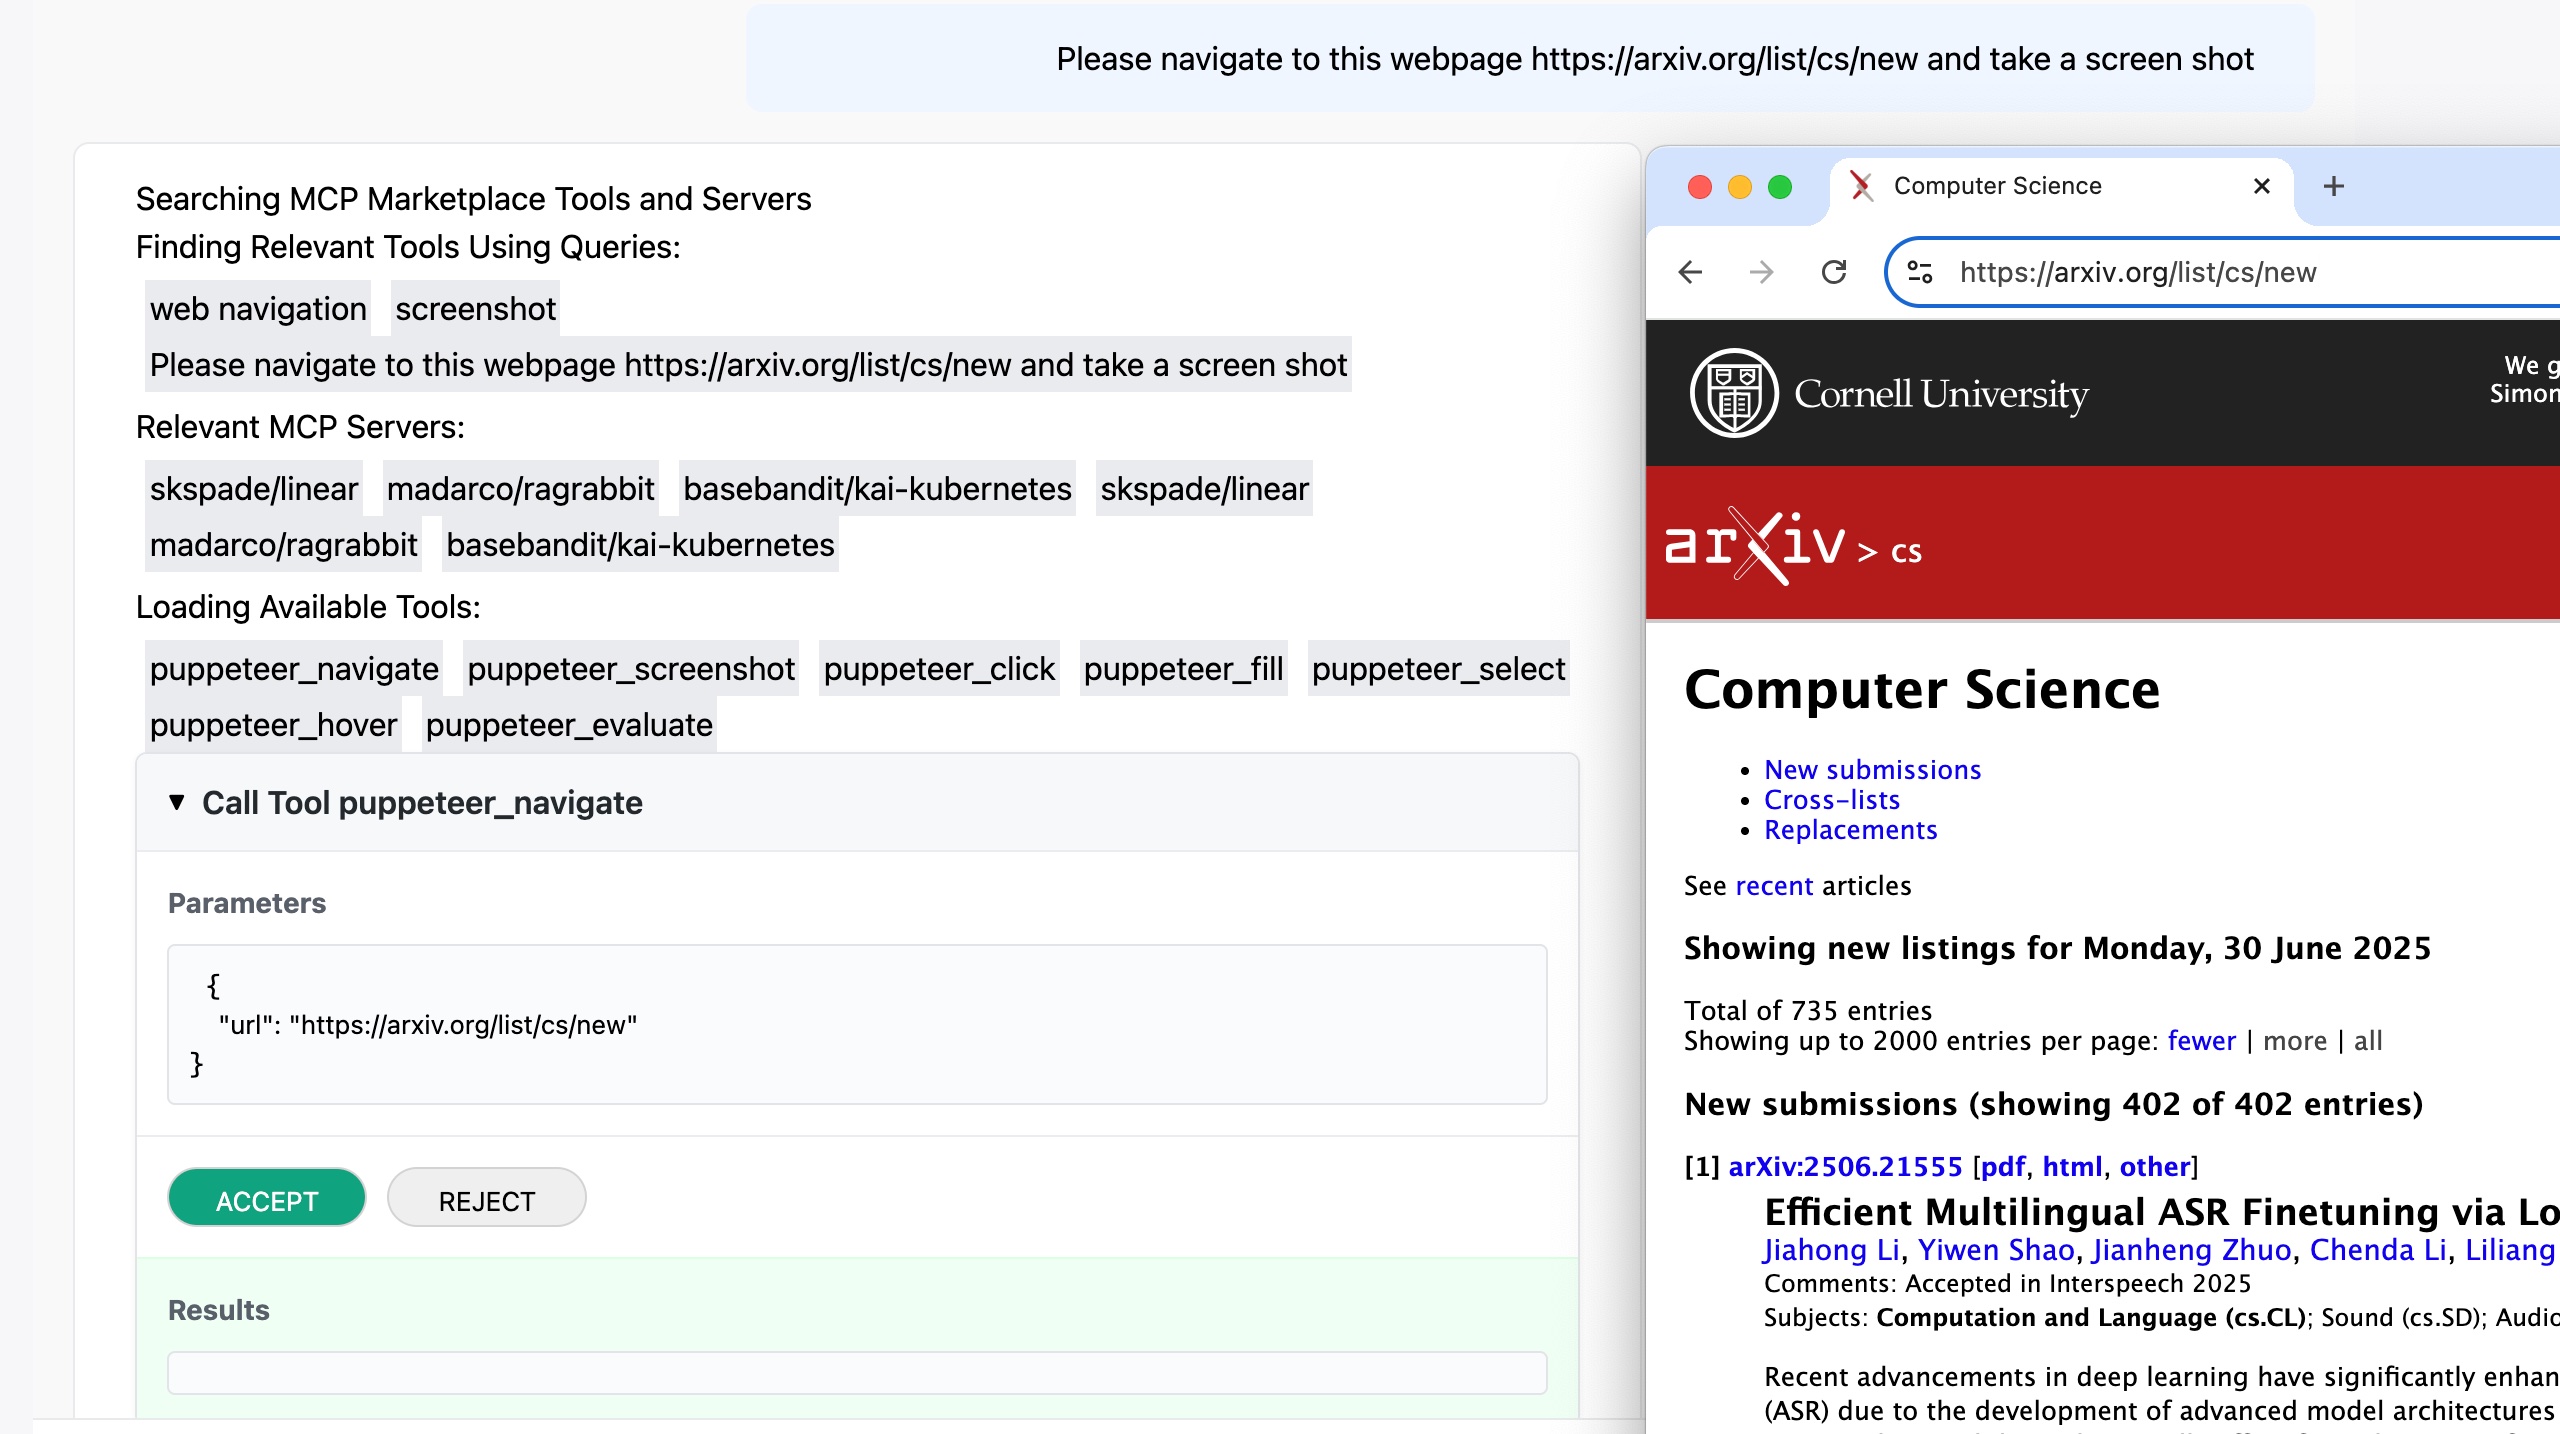 Please navigate to this webpage https://arxiv.org/list/cs/new and take a screen shot
Searching MCP Marketplace Tools and Servers
Finding Relevant Tools Using Queries:
web navigation screenshot
Please navigate to this webpage https://arxiv.org/list/cs/new and take a screen shot
Relevant MCP Servers:
skspade/linear madarco/ragrabbit basebandit/kai-kubernetes skspade/linear
madarco/ragrabbit basebandit/kai-kubernetes
Loading Available Tools:
puppeteer_navigate puppeteer_screenshot puppeteer_click puppeteer_fill puppeteer_select
puppeteer_hover puppeteer_evaluate
▼ Call Tool puppeteer_navigate
Parameters
{
"url": "https://arxiv.org/list/cs/new"
}
ACCEPT REJECT
Results
Computer Science
https://arxiv.org/list/cs/new
Cornell University
We g
Simon
arXiv > cs
Computer Science
• New submissions
• Cross-lists
• Replacements
See recent articles
Showing new listings for Monday, 30 June 2025
Total of 735 entries
Showing up to 2000 entries per page: fewer | more | all
New submissions (showing 402 of 402 entries)
[1] arXiv:2506.21555 [pdf, html, other]
Efficient Multilingual ASR Finetuning via Lo
Jiahong Li, Yiwen Shao, Jianheng Zhuo, Chenda Li, Liliang
Comments: Accepted in Interspeech 2025
Subjects: Computation and Language (cs.CL); Sound (cs.SD); Audio
Recent advancements in deep learning have significantly enhan
(ASR) due to the development of advanced model architectures